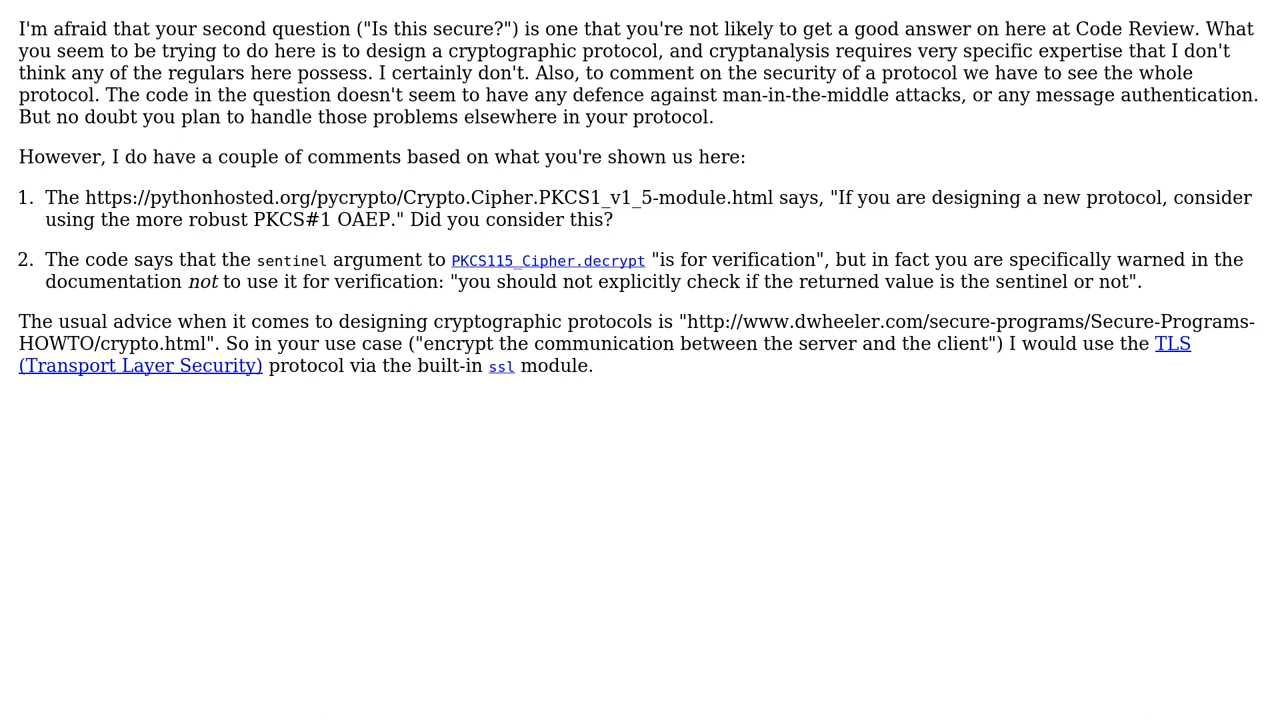 I'm afraid that your second question ("Is this secure?") is one that you're not likely to get a good answer on here at Code Review. What
you seem to be trying to do here is to design a cryptographic protocol, and cryptanalysis requires very specific expertise that I don't
think any of the regulars here possess. I certainly don't. Also, to comment on the security of a protocol we have to see the whole
protocol. The code in the question doesn't seem to have any defence against man-in-the-middle attacks, or any message authentication.
But no doubt you plan to handle those problems elsewhere in your protocol.
However, I do have a couple of comments based on what you're shown us here:
1. The https://pythonhosted.org/pycrypto/Crypto.Cipher.PKCS1_v1_5-module.html says, "If you are designing a new protocol, consider
using the more robust PKCS#1 OAEP." Did you consider this?
2. The code says that the sentinel argument to PKCS115_Cipher.decrypt "is for verification", but in fact you are specifically warned in the
documentation not to use it for verification: "you should not explicitly check if the returned value is the sentinel or not".
The usual advice when it comes to designing cryptographic protocols is "http://www.dwheeler.com/secure-programs/Secure-Programs-
HOWTO/crypto.html". So in your use case ("encrypt the communication between the server and the client") I would use the TLS
(Transport Layer Security) protocol via the built-in ssl module.